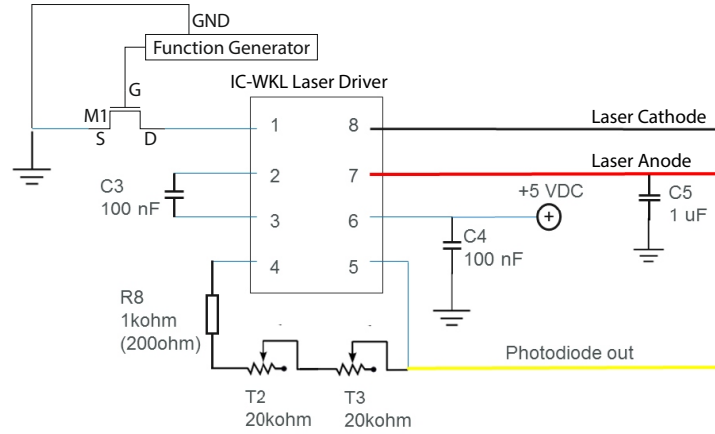 GND
Function Generator
G
IC-WKL Laser Driver
M1
S
D
1
8
Laser Cathode
Laser Anode
2
7
C3
100 nF
+5 VDC
+
C5
1 uF
3
6
C4
100 nF
4
5
R8
1kohm
(200ohm)
Photodiode out
T2
20kohm
T3
20kohm